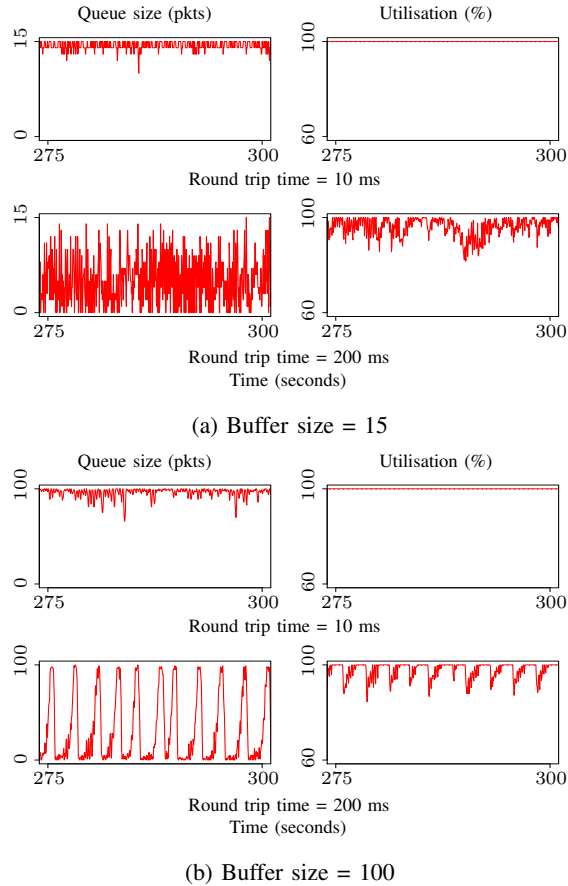 Queue size (pkts) Utilisation (%)
15 100
0 60
275 300 275 300
Round trip time = 10 ms
15 100
0 60
275 300 275 300
Round trip time = 200 ms
Time (seconds)
(a) Buffer size = 15
Queue size (pkts) Utilisation (%)
100 100
0 60
275 300 275 300
Round trip time = 10 ms
100 100
0 60
275 300 275 300
Round trip time = 200 ms
Time (seconds)
(b) Buffer size = 100